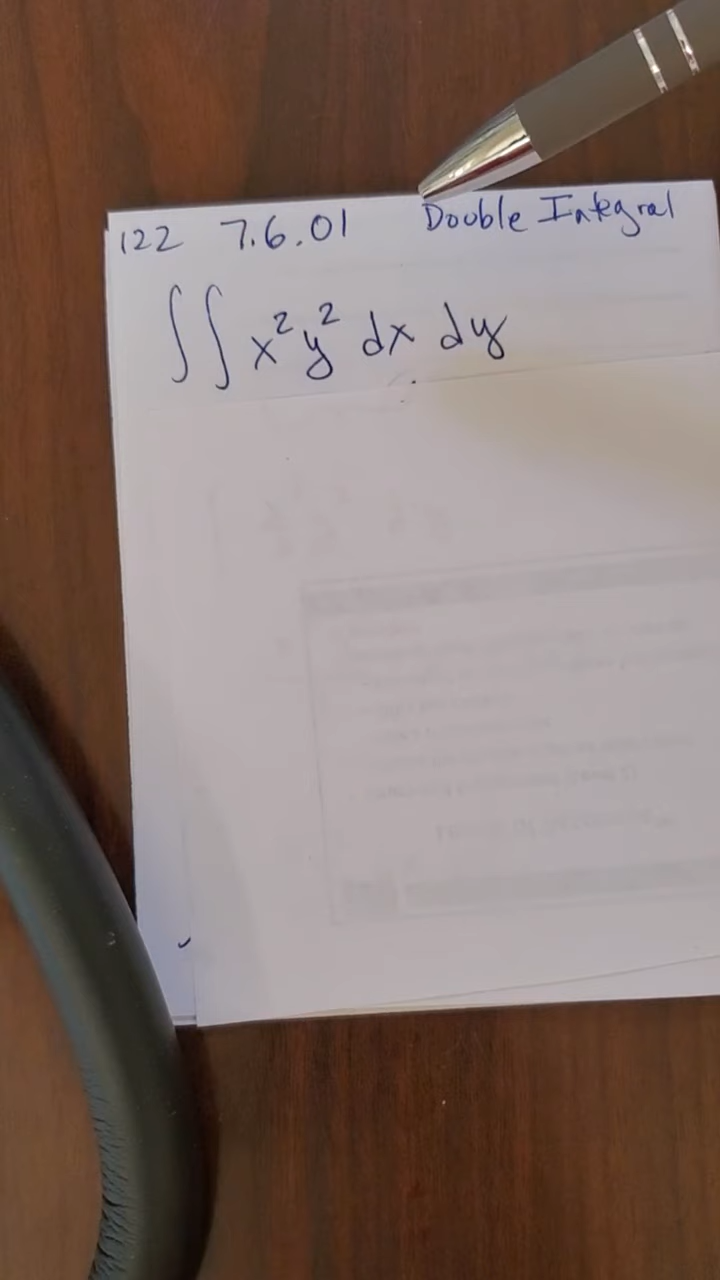 122 7.6.01 Double Integral
∫∫ x²y² dx dy